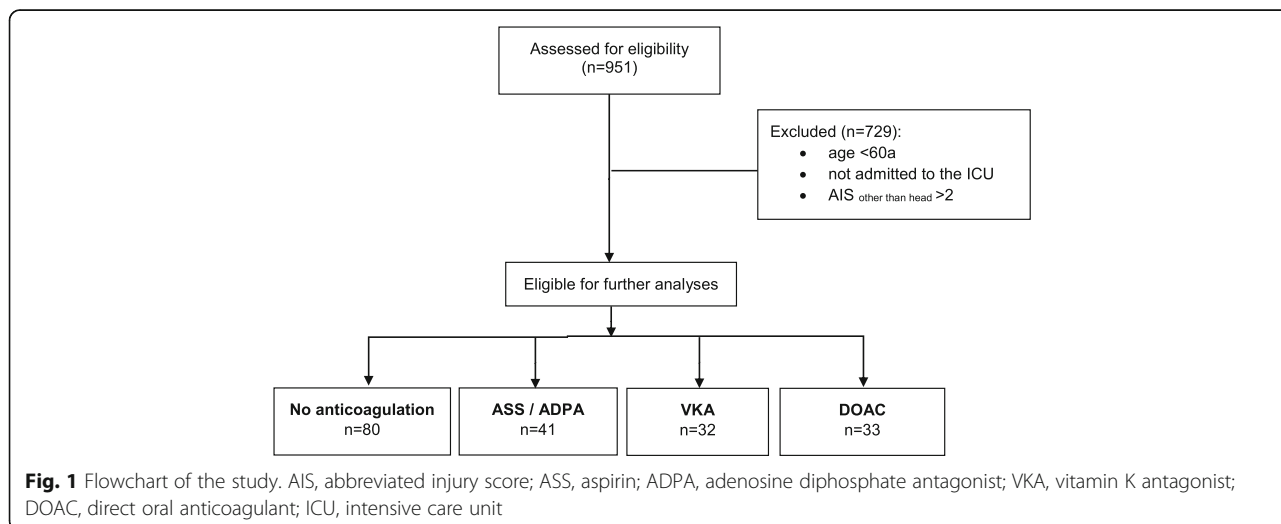 Assessed for eligibility
(n=951)
Excluded (n=729):
• age <60a
• not admitted to the ICU
• AIS other than head >2
Eligible for further analyses
No anticoagulation
n=80
ASS / ADPA
n=41
VKA
n=32
DOAC
n=33
Fig. 1 Flowchart of the study. AIS, abbreviated injury score; ASS, aspirin; ADPA, adenosine diphosphate antagonist; VKA, vitamin K antagonist;
DOAC, direct oral anticoagulant; ICU, intensive care unit